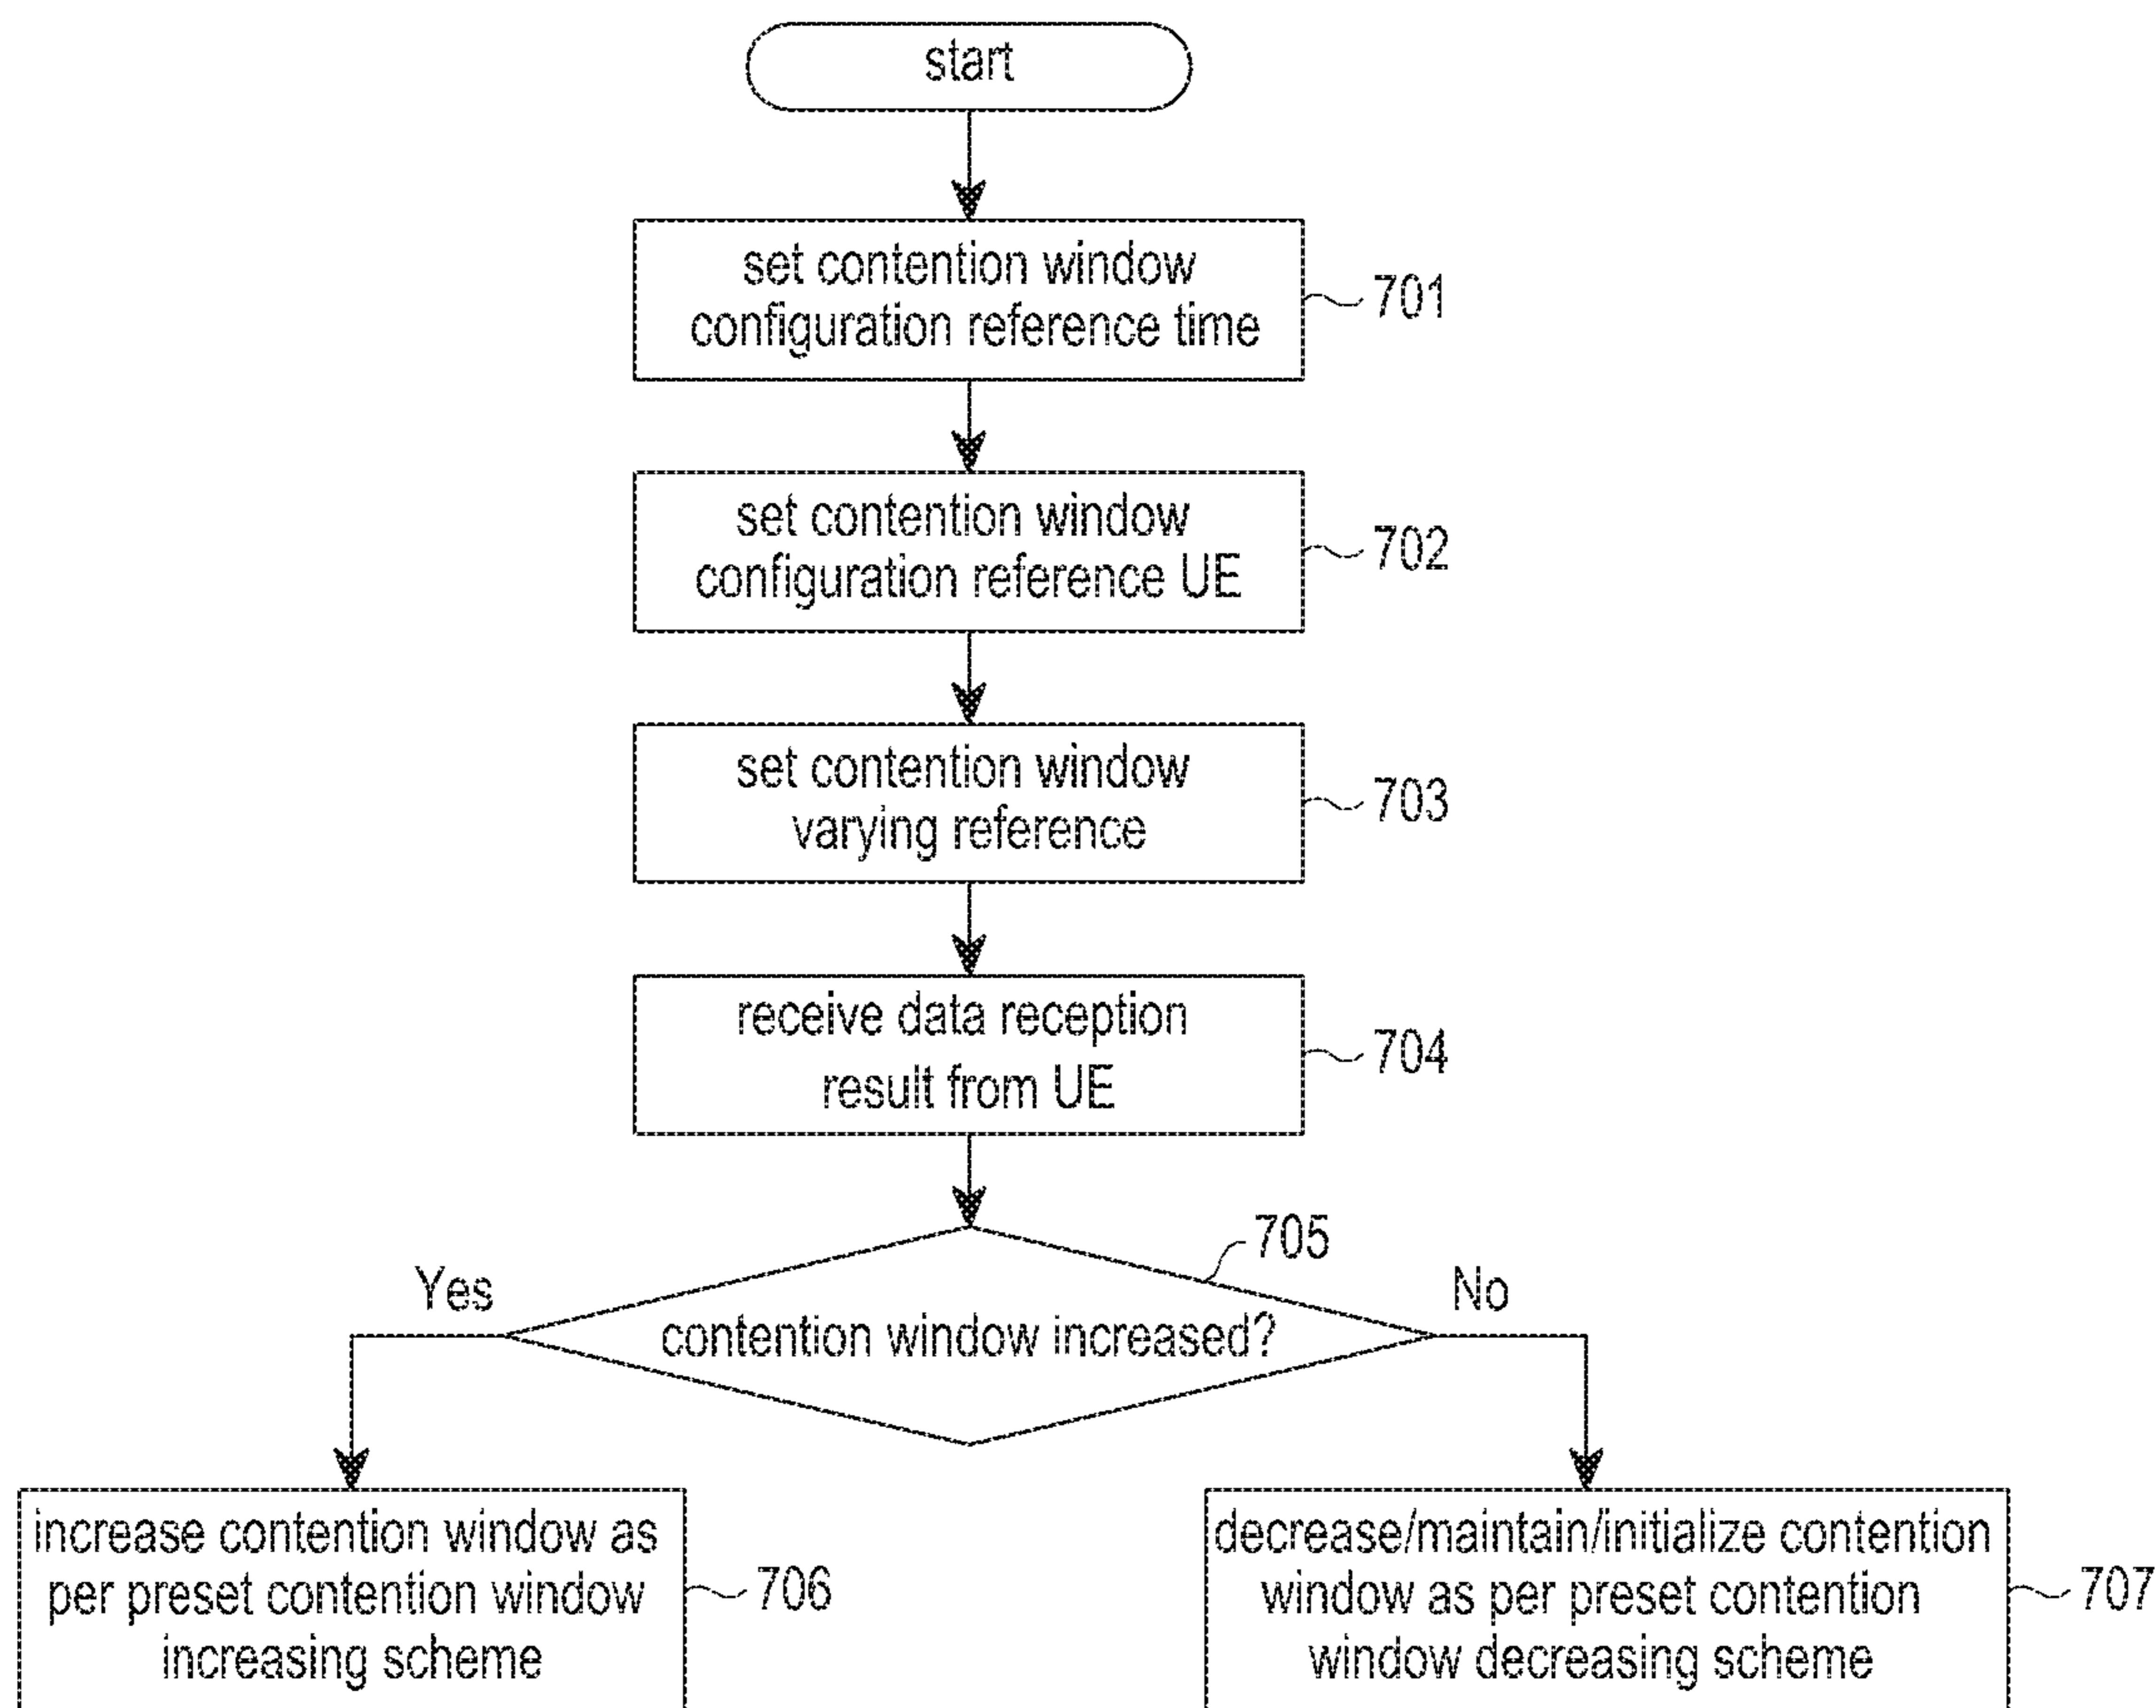 start
set contention window
configuration reference time
701
set contention window
configuration reference UE
702
set contention window
varying reference
703
receive data reception
result from UE
704
705
Yes
No
contention window increased?
increase contention window as
per preset contention window
increasing scheme
706
decrease/maintain/initialize contention
window as per preset contention
window decreasing scheme
707